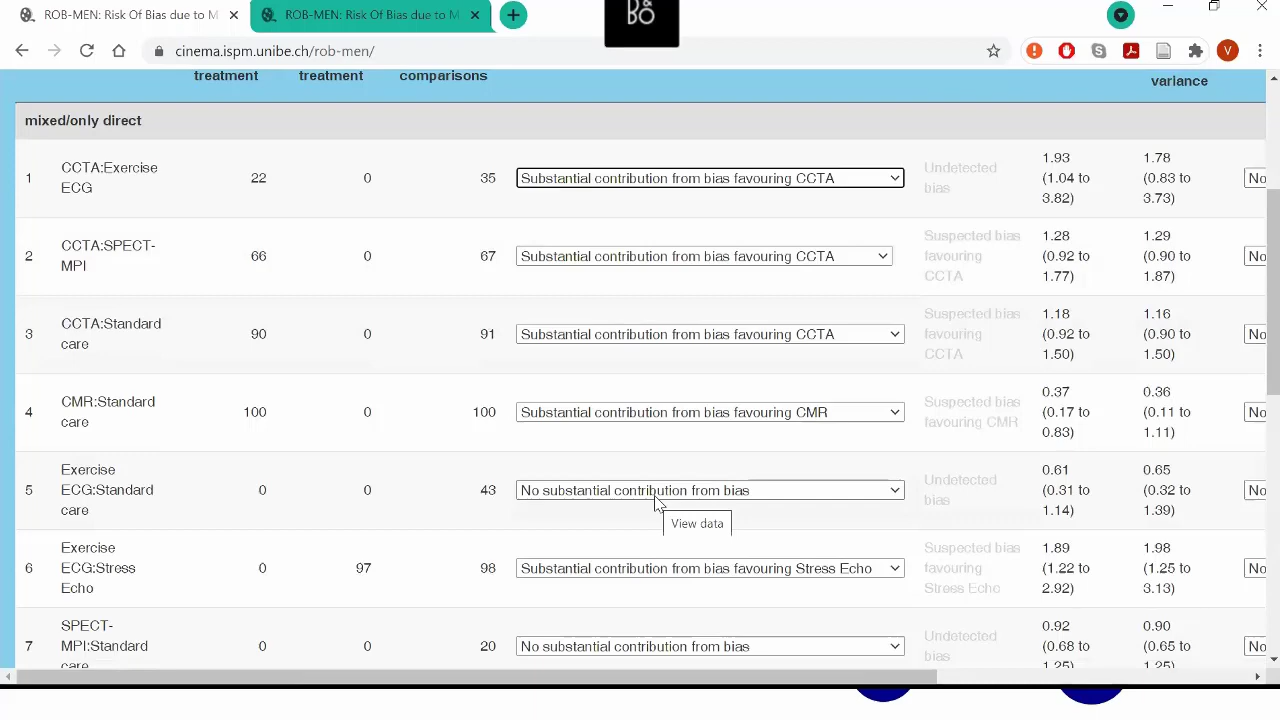 B&O
ROB-MEN: Risk Of Bias due to M
ROB-MEN: Risk Of Bias due to M
cinema.ispm.unibe.ch/rob-men/
V
treatment treatment comparisons
variance
mixed/only direct
1 CCTA:Exercise ECG 22 0 35 Substantial contribution from bias favouring CCTA Undetected bias 1.93 (1.04 to 3.82) 1.78 (0.83 to 3.73) No
2 CCTA:SPECT-MPI 66 0 67 Substantial contribution from bias favouring CCTA Suspected bias favouring CCTA 1.28 (0.92 to 1.77) 1.29 (0.90 to 1.87) No
3 CCTA:Standard care 90 0 91 Substantial contribution from bias favouring CCTA Suspected bias favouring CCTA 1.18 (0.92 to 1.50) 1.16 (0.90 to 1.50) No
4 CMR:Standard care 100 0 100 Substantial contribution from bias favouring CMR Suspected bias favouring CMR 0.37 (0.17 to 0.83) 0.36 (0.11 to 1.11) No
5 Exercise ECG:Standard care 0 0 43 No substantial contribution from bias Undetected bias 0.61 (0.31 to 1.14) 0.65 (0.32 to 1.39) No
View data
6 Exercise ECG:Stress Echo 0 97 98 Substantial contribution from bias favouring Stress Echo Suspected bias favouring Stress Echo 1.89 (1.22 to 2.92) 1.98 (1.25 to 3.13) No
7 SPECT-MPI:Standard care 0 0 20 No substantial contribution from bias Undetected bias 0.92 (0.68 to 1.25) 0.90 (0.65 to 1.25) No